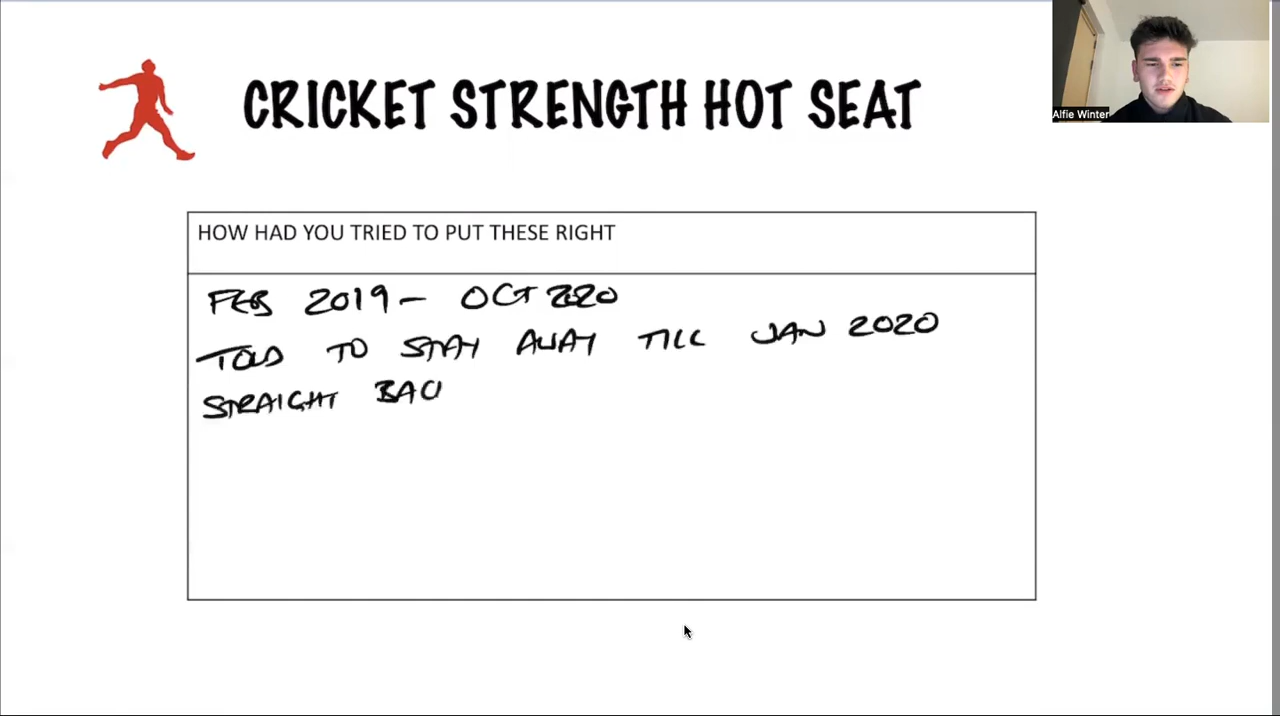 CRICKET STRENGTH HOT SEAT
Alfie Winter
HOW HAD YOU TRIED TO PUT THESE RIGHT
FEB 2019 - OCT 2020
TOLD TO STAY AWAY TILL JAN 2020
STRAIGHT BAC